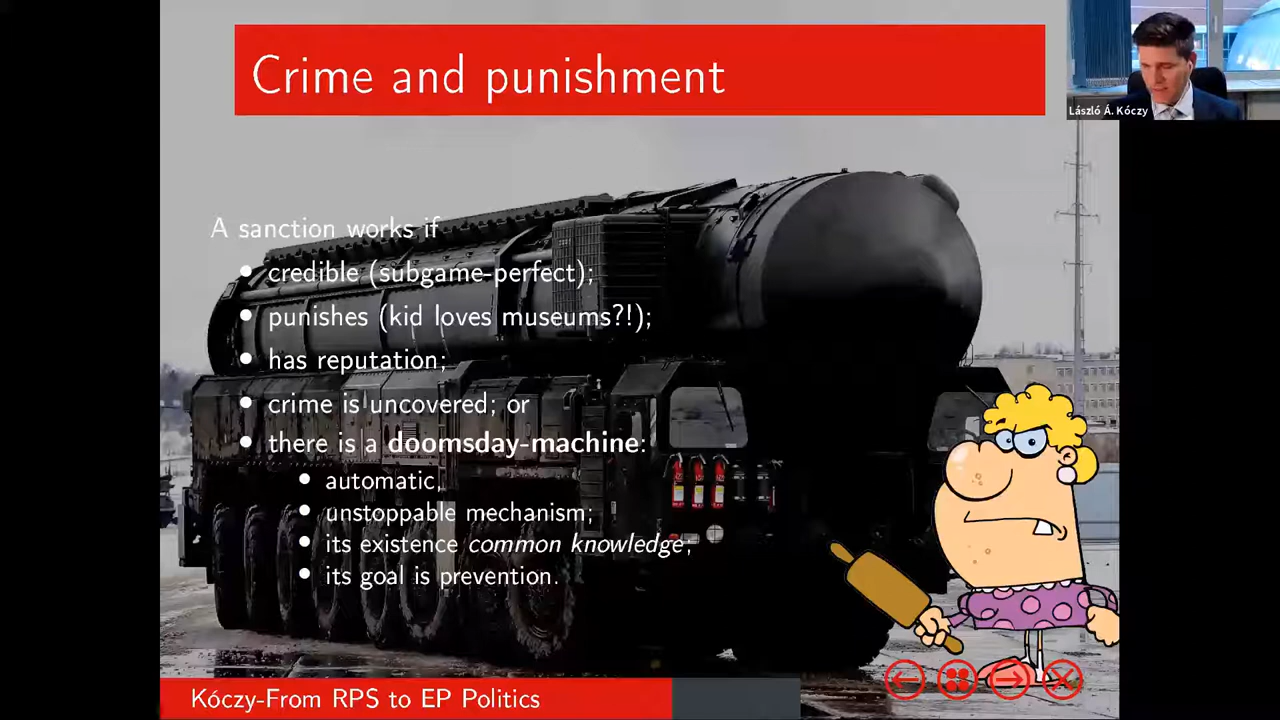 Crime and punishment
László Á. Kóczy
A sanction works if
• credible (subgame-perfect);
• punishes (kid loves museums?!);
• has reputation;
• crime is uncovered; or
• there is a doomsday-machine:
• automatic,
• unstoppable mechanism;
• its existence common knowledge;
• its goal is prevention.
Kóczy-From RPS to EP Politics